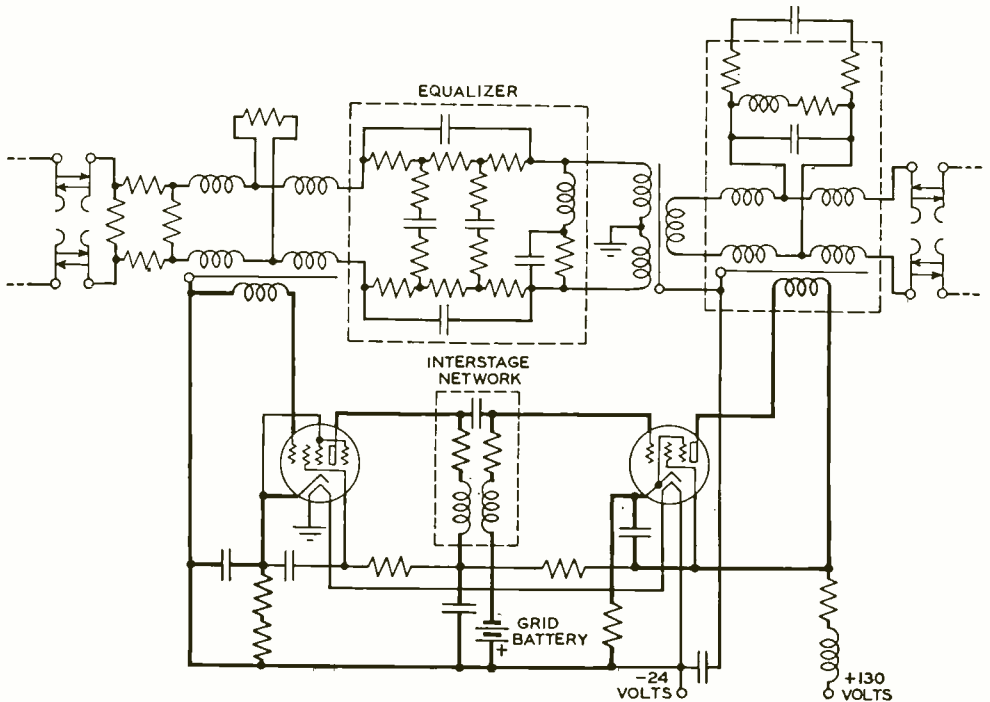 EQUALIZER
INTERSTAGE
NETWORK
GRID
BATTERY
+
-24
VOLTS
+130
VOLTS